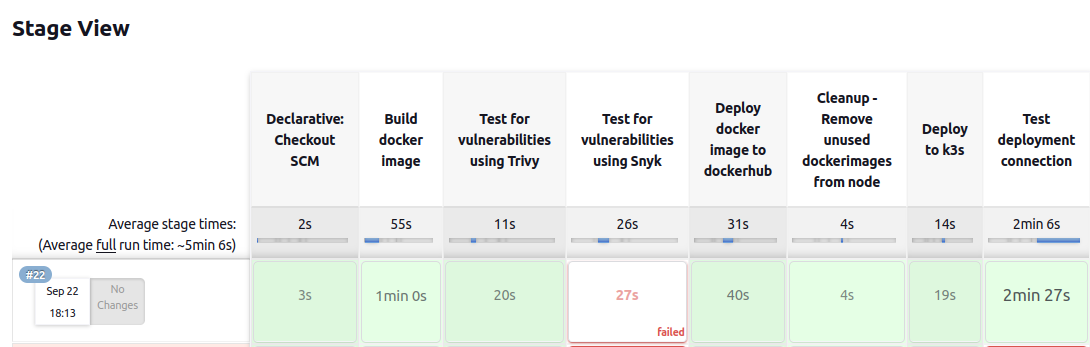 Stage View
Declarative:
Checkout
SCM
Build
docker
image
Test for
vulnerabilities
using Trivy
Test for
vulnerabilities
using Snyk
Deploy
docker
image to
dockerhub
Cleanup -
Remove
unused
dockerimages
from node
Deploy
to k3s
Test
deployment
connection
Average stage times:
(Average full run time: ~5min 6s)
2s
55s
11s
26s
31s
4s
14s
2min 6s
#22
Sep 22
18:13
No
Changes
3s
1min 0s
20s
27s
failed
40s
4s
19s
2min 27s